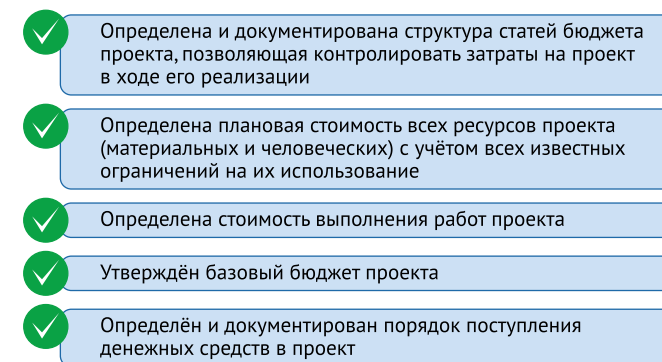 Определена и документирована структура статей бюджета
проекта, позволяющая контролировать затраты на проект
в ходе его реализации
Определена плановая стоимость всех ресурсов проекта
(материальных и человеческих) с учётом всех известных
ограничений на их использование
Определена стоимость выполнения работ проекта
Утверждён базовый бюджет проекта
Определён и документирован порядок поступления
денежных средств в проект